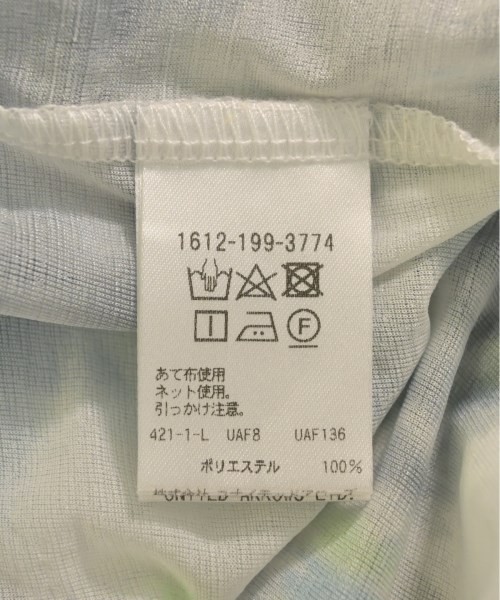 1612-199-3774
F
あて布使用
ネット使用。
引っかけ注意。
421-1-L UAF8 UAF136
ポリエステル 100%